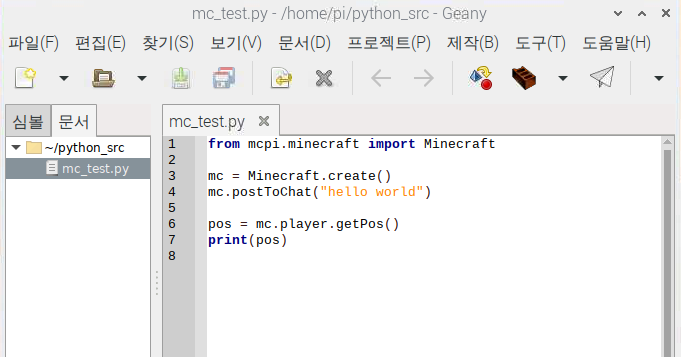 mc_test.py - /home/pi/python_src - Geany
파일(F) 편집(E) 찾기(S) 보기(V) 문서(D) 프로젝트(P) 제작(B) 도구(T) 도움말(H)
심볼 문서
~/python_src
mc_test.py
mc_test.py
1 from mcpi.minecraft import Minecraft
2
3 mc = Minecraft.create()
4 mc.postToChat("hello world")
5
6 pos = mc.player.getPos()
7 print(pos)
8